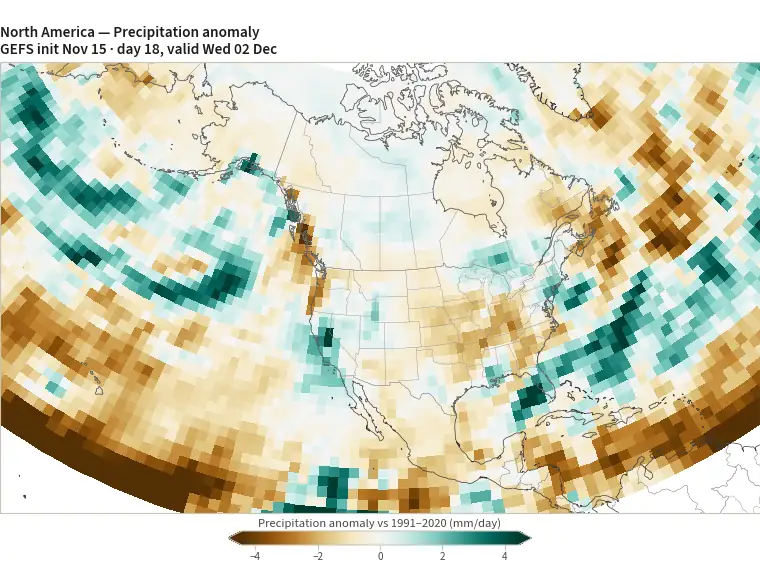 North America — Precipitation anomaly
GEFS init Nov 15 · day 18, valid Wed 02 Dec
Precipitation anomaly vs 1991–2020 (mm/day)
−4 −2 0 2 4